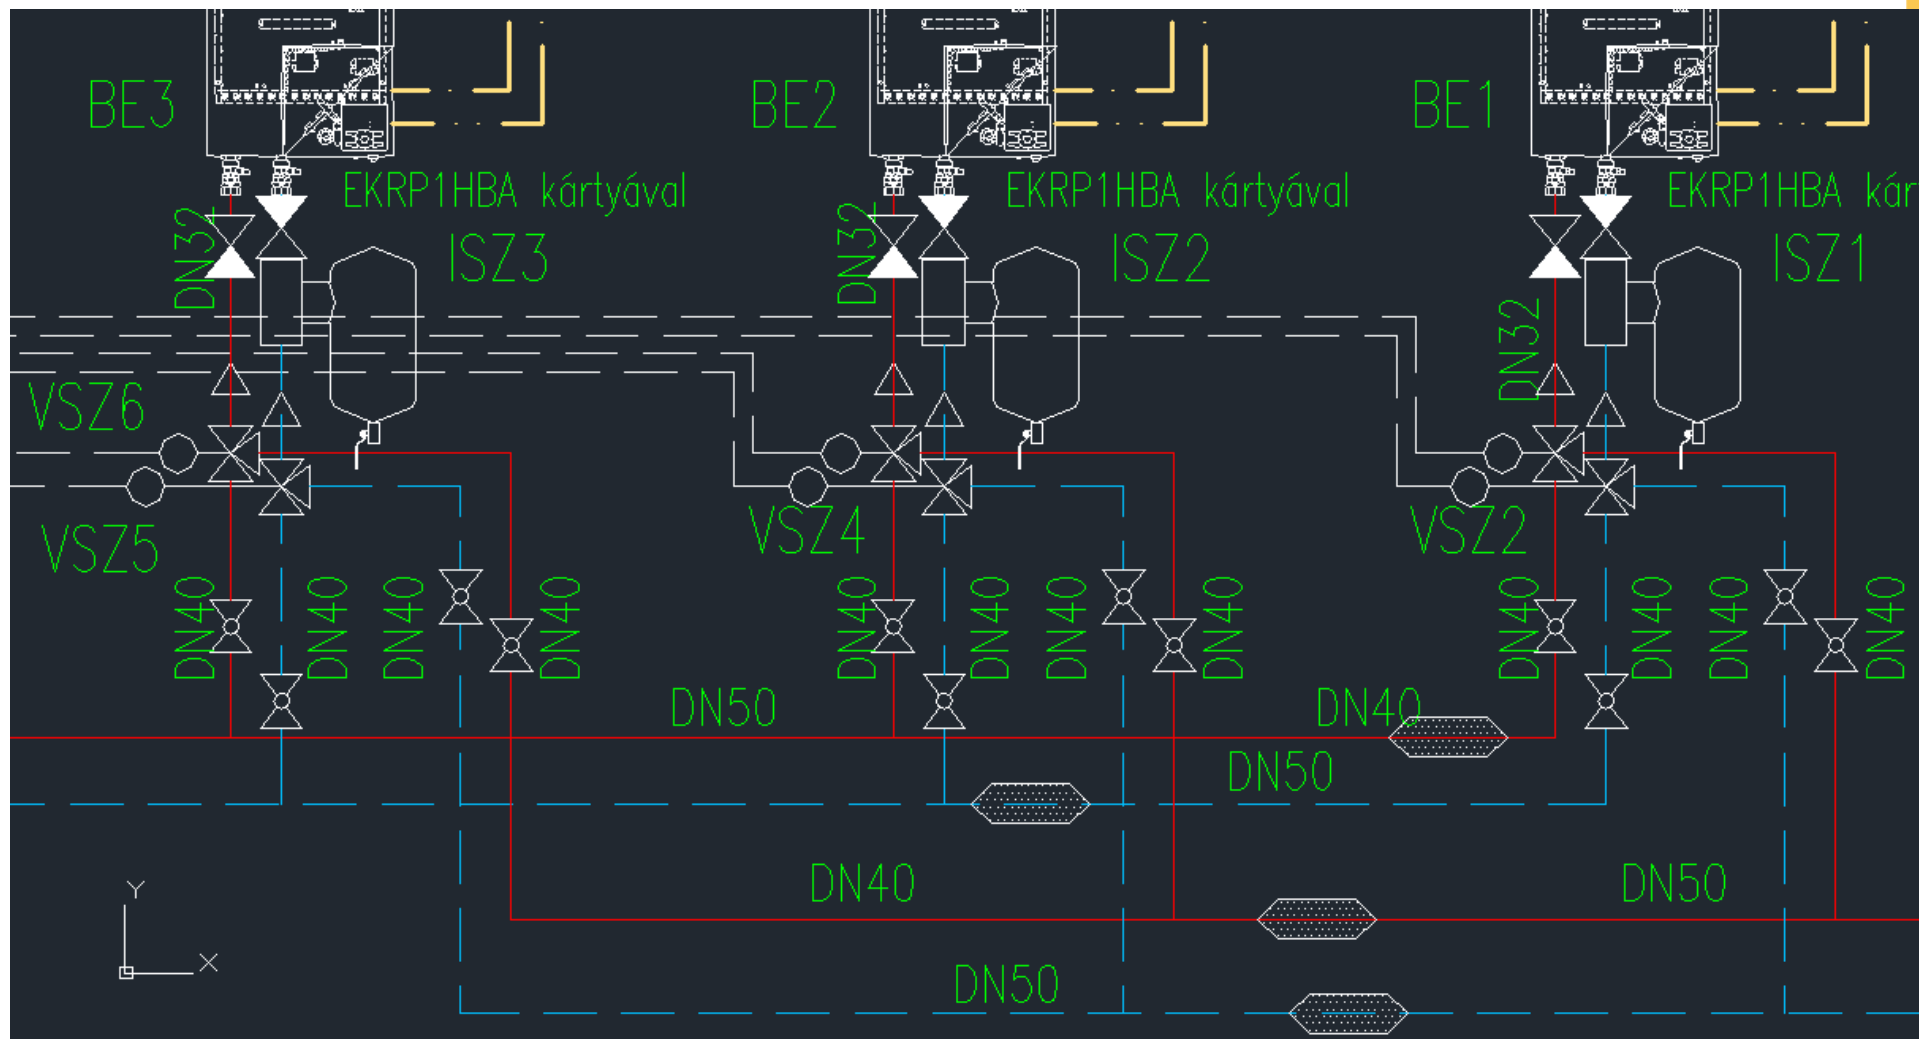 BE3
BE2
BE1
EKRP1HBA kártyával
EKRP1HBA kártyával
EKRP1HBA kár
DN32
ISZ3
DN32
ISZ2
ISZ1
DN32
VSZ6
VSZ5
VSZ4
VSZ2
DN40
DN40
DN40
DN40
DN40
DN40
DN40
DN40
DN40
DN40
DN40
DN40
DN50
DN40
DN50
DN40
DN50
DN50
Y
X